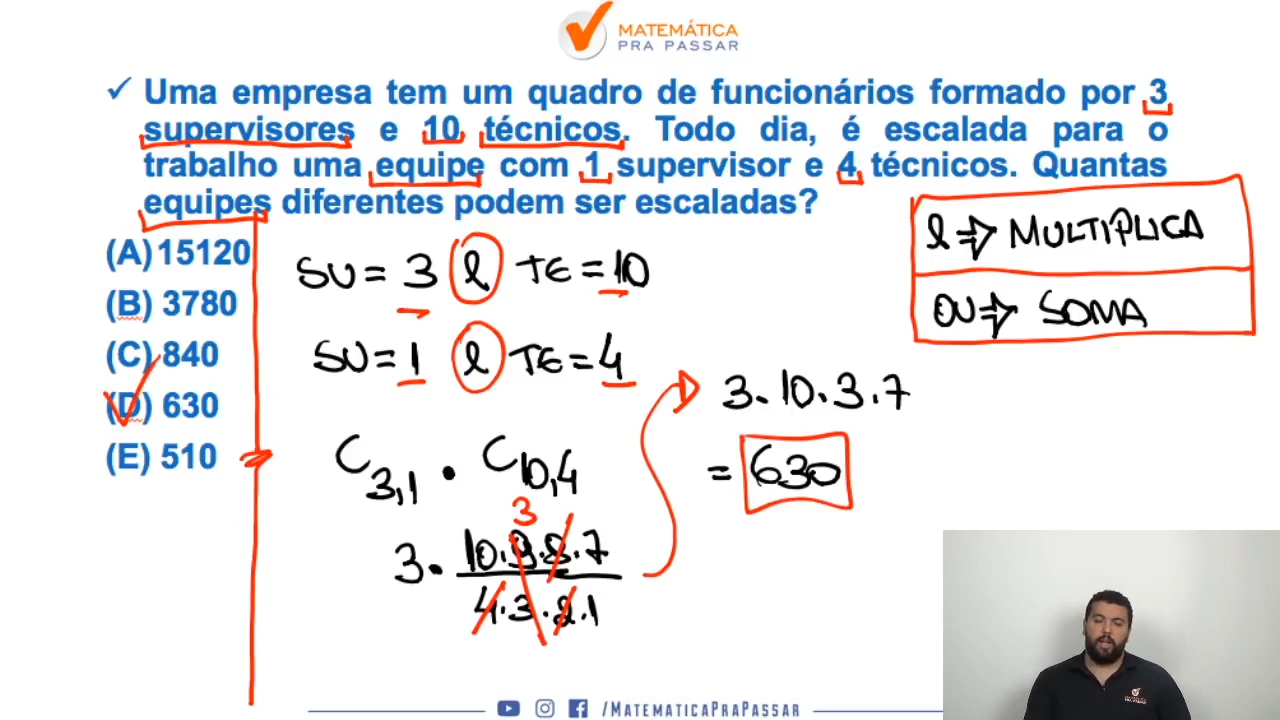 MATEMÁTICA
PRA PASSAR
✓ Uma empresa tem um quadro de funcionários formado por 3
supervisores e 10 técnicos. Todo dia, é escalada para o
trabalho uma equipe com 1 supervisor e 4 técnicos. Quantas
equipes diferentes podem ser escaladas?
(A) 15120
(B) 3780
(C) 840
(D) 630
(E) 510
e ⇒ MULTIPLICA
OU ⇒ SOMA
SU = 3 e TE = 10
SU = 1 e TE = 4
C3,1 · C10,4
3
3 · 10·9·8·7
4·3·2·1
3·10·3·7
= 630
/MATEMATICAPRAPASSAR